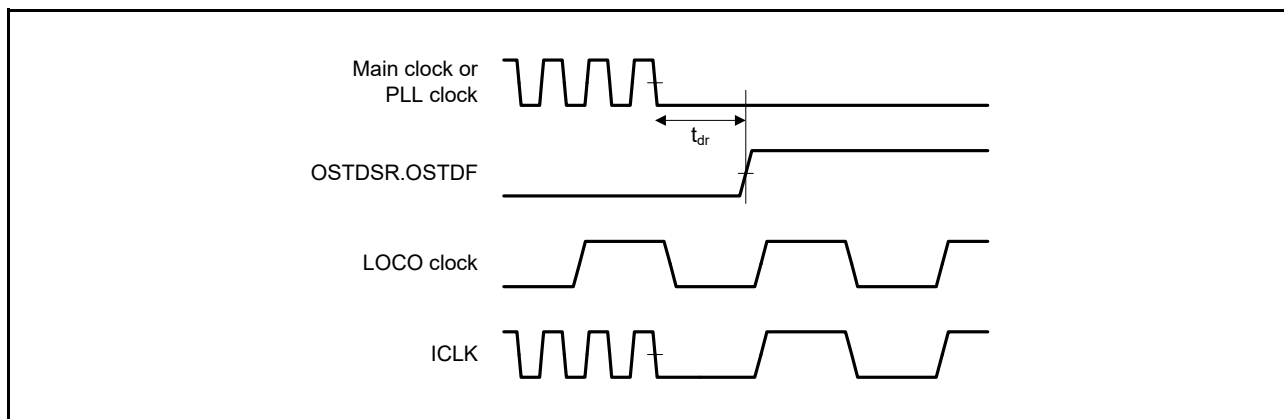 Main clock or
PLL clock
tdr
OSTDSR.OSTDF
LOCO clock
ICLK